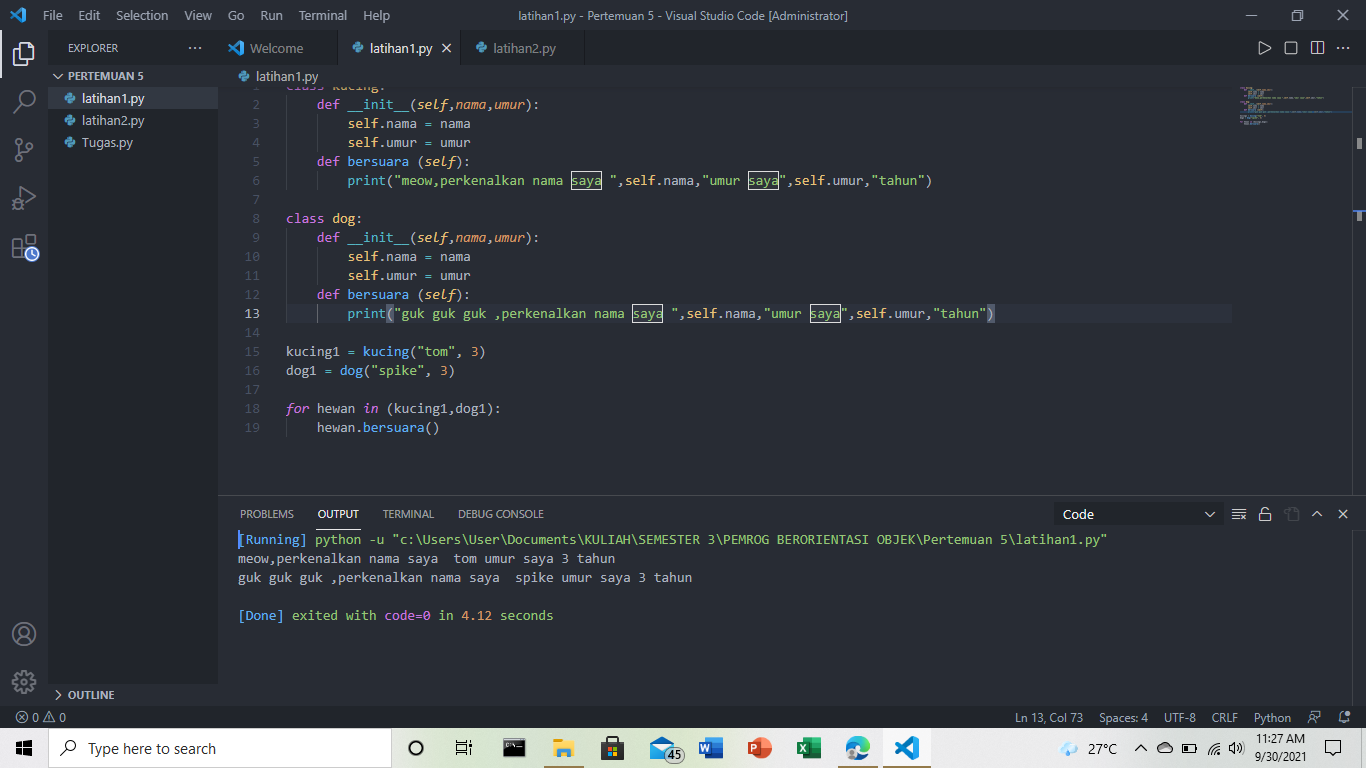 File Edit Selection View Go Run Terminal Help latihan1.py - Pertemuan 5 - Visual Studio Code [Administrator]
EXPLORER ··· Welcome latihan1.py latihan2.py ···
PERTEMUAN 5
latihan1.py
latihan2.py
Tugas.py
latihan1.py
1 class kucing:
2 def __init__(self,nama,umur):
3 self.nama = nama
4 self.umur = umur
5 def bersuara (self):
6 print("meow,perkenalkan nama saya ",self.nama,"umur saya",self.umur,"tahun")
7
8 class dog:
9 def __init__(self,nama,umur):
10 self.nama = nama
11 self.umur = umur
12 def bersuara (self):
13 print("guk guk guk ,perkenalkan nama saya ",self.nama,"umur saya",self.umur,"tahun")
14
15 kucing1 = kucing("tom", 3)
16 dog1 = dog("spike", 3)
17
18 for hewan in (kucing1,dog1):
19 hewan.bersuara()
PROBLEMS OUTPUT TERMINAL DEBUG CONSOLE Code
[Running] python -u "c:\Users\User\Documents\KULIAH\SEMESTER 3\PEMROG BERORIENTASI OBJEK\Pertemuan 5\latihan1.py"
meow,perkenalkan nama saya  tom umur saya 3 tahun
guk guk guk ,perkenalkan nama saya  spike umur saya 3 tahun
[Done] exited with code=0 in 4.12 seconds
OUTLINE
0 0 Ln 13, Col 73 Spaces: 4 UTF-8 CRLF Python
Type here to search 45 27°C 11:27 AM
9/30/2021